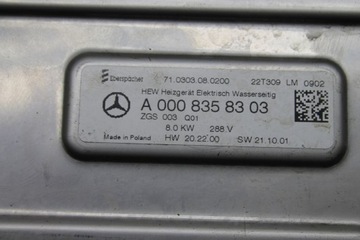 Eberspächer 71.0303.08.0200 22T309 LM 0902
HEW Heizgerät Elektrisch Wasserseitig
A 000 835 83 03
ZGS 003 Q01
8.0 KW 288 V
Made in Poland HW 20.22.00 SW 21.10.01